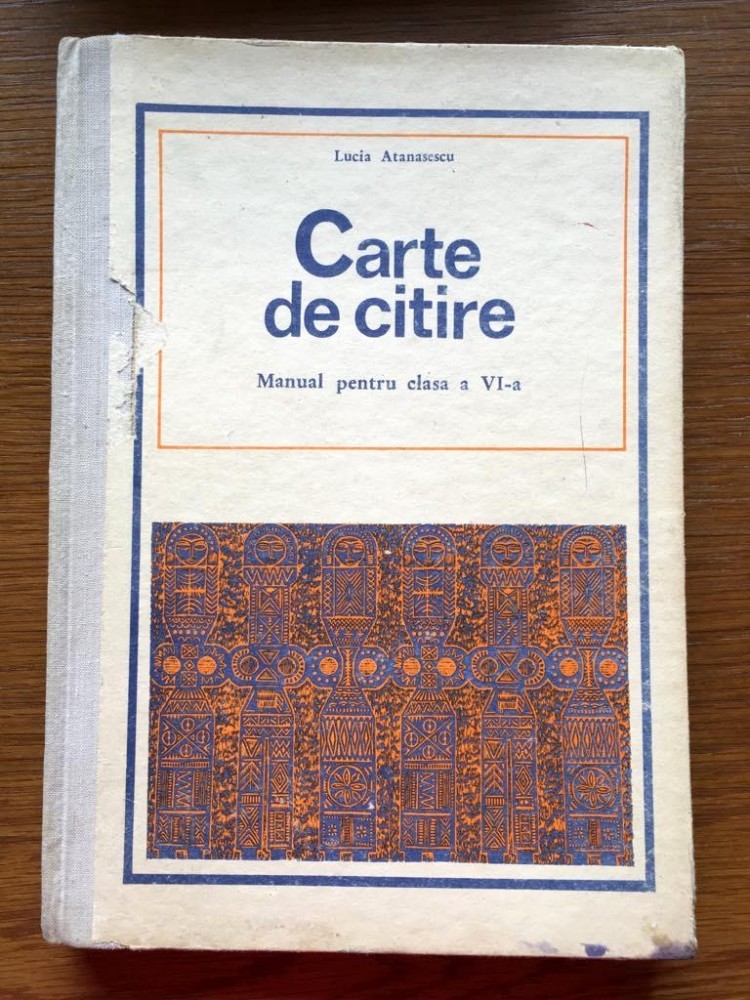 Lucia Atanasescu
Carte
de citire
Manual pentru clasa a VI-a